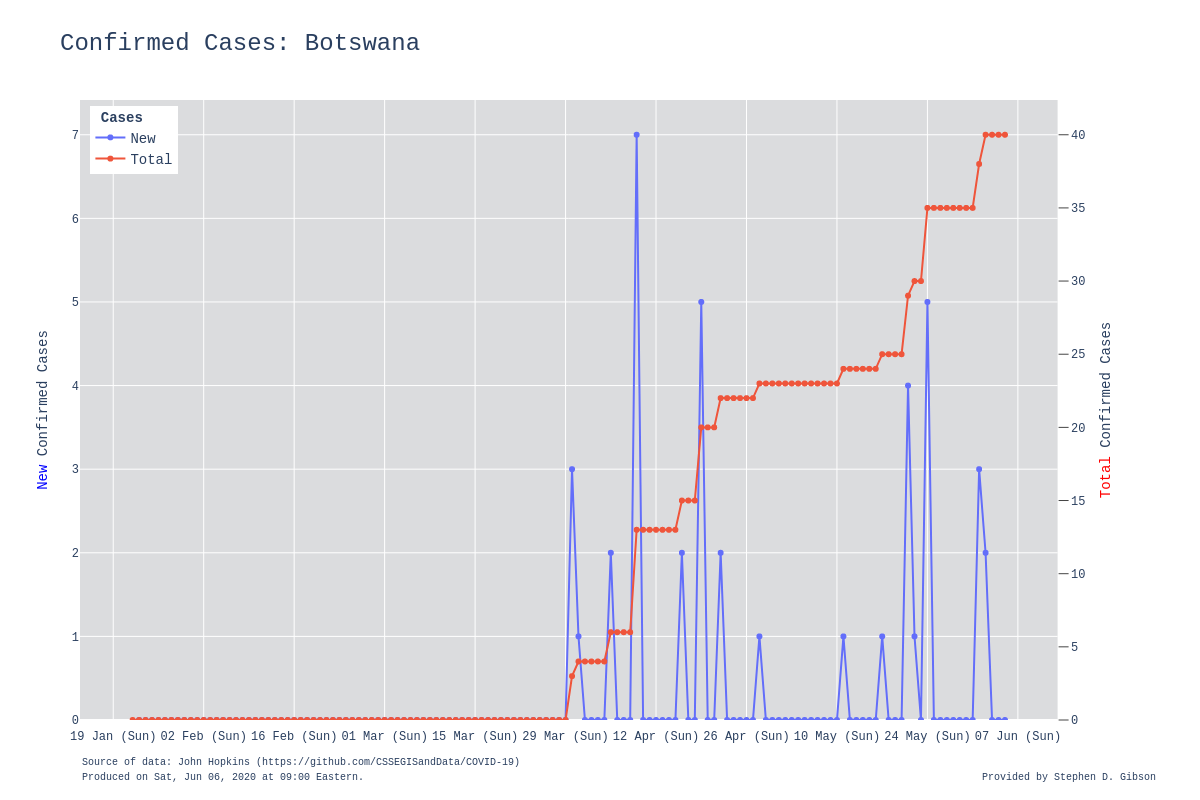 Confirmed Cases: Botswana
Cases
New
Total
7
6
5
4
3
2
1
0
New Confirmed Cases
40
35
30
25
20
15
10
5
0
Total Confirmed Cases
19 Jan (Sun) 02 Feb (Sun) 16 Feb (Sun) 01 Mar (Sun) 15 Mar (Sun) 29 Mar (Sun) 12 Apr (Sun) 26 Apr (Sun) 10 May (Sun) 24 May (Sun) 07 Jun (Sun)
Source of data: John Hopkins (https://github.com/CSSEGISandData/COVID-19)
Produced on Sat, Jun 06, 2020 at 09:00 Eastern.
Provided by Stephen D. Gibson